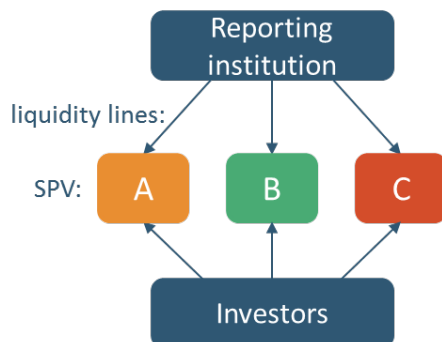 Reporting
institution
liquidity lines:
SPV: A B C
Investors